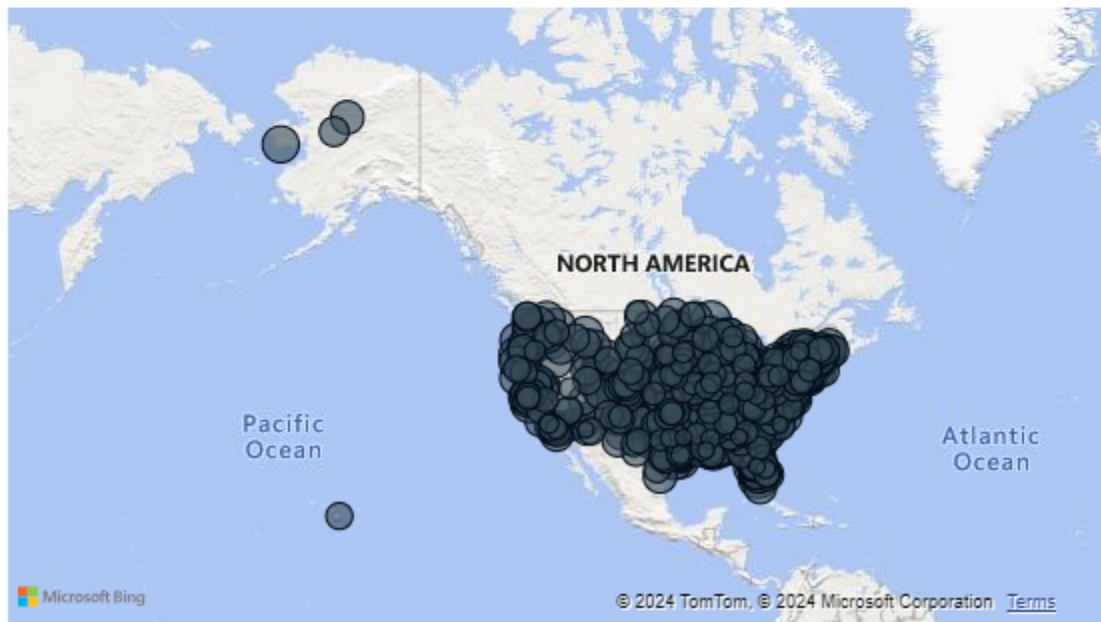 NORTH AMERICA
Pacific
Ocean
Atlantic
Ocean
Microsoft Bing
© 2024 TomTom, © 2024 Microsoft Corporation Terms